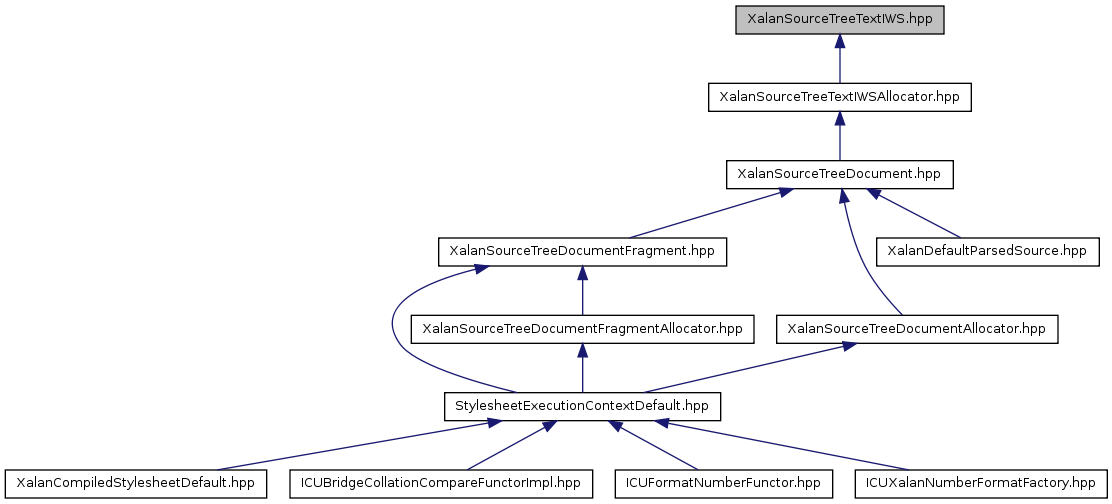 XalanSourceTreeTextIWS.hpp
XalanSourceTreeTextIWSAllocator.hpp
XalanSourceTreeDocument.hpp
XalanSourceTreeDocumentFragment.hpp
XalanDefaultParsedSource.hpp
XalanSourceTreeDocumentFragmentAllocator.hpp
XalanSourceTreeDocumentAllocator.hpp
StylesheetExecutionContextDefault.hpp
XalanCompiledStylesheetDefault.hpp
ICUBridgeCollationCompareFunctorImpl.hpp
ICUFormatNumberFunctor.hpp
ICUXalanNumberFormatFactory.hpp